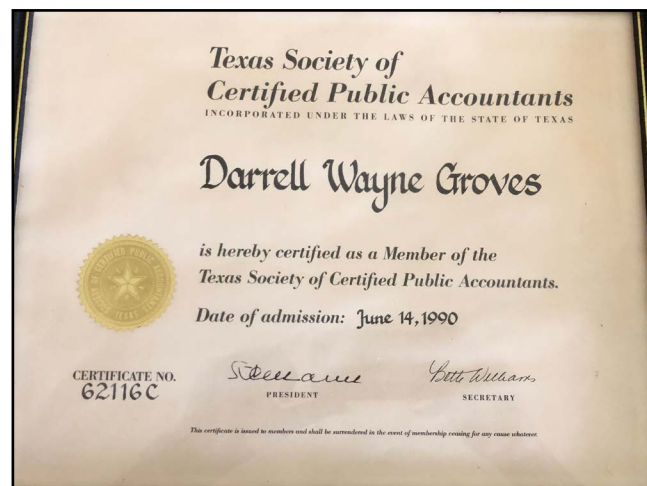 Texas Society of
Certified Public Accountants
INCORPORATED UNDER THE LAWS OF THE STATE OF TEXAS
Darrell Wayne Groves
is hereby certified as a Member of the
Texas Society of Certified Public Accountants.
Date of admission: June 14, 1990
CERTIFICATE NO.
62116C
PRESIDENT
Betty Williams
SECRETARY
This certificate is issued to members and shall be surrendered in the event of membership ceasing for any cause whatever.